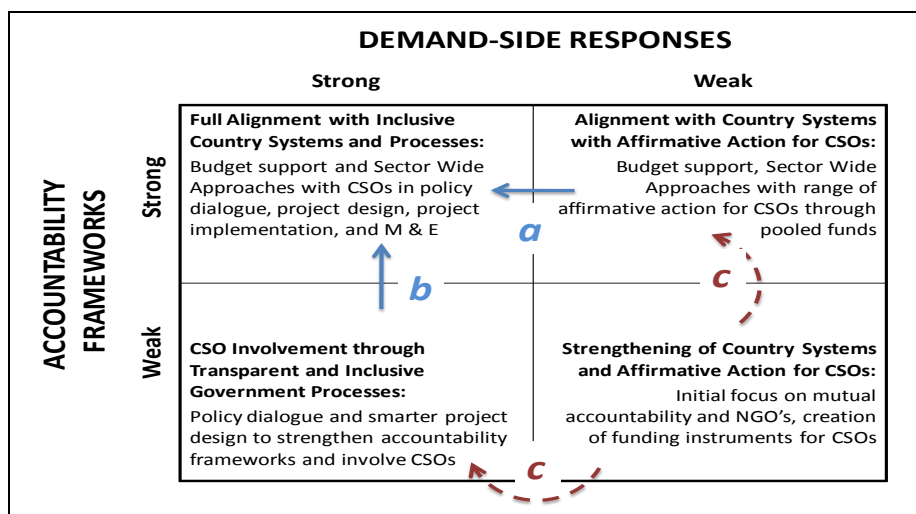 DEMAND-SIDE RESPONSES
Strong
Weak
ACCOUNTABILITY
FRAMEWORKS
Strong
Full Alignment with Inclusive
Country Systems and Processes:
Budget support and Sector Wide
Approaches with CSOs in policy
dialogue, project design, project
implementation, and M & E
Alignment with Country Systems
with Affirmative Action for CSOs:
Budget support, Sector Wide
Approaches with range of
affirmative action for CSOs through
pooled funds
a
b
c
Weak
CSO Involvement through
Transparent and Inclusive
Government Processes:
Policy dialogue and smarter project
design to strengthen accountability
frameworks and involve CSOs
Strengthening of Country Systems
and Affirmative Action for CSOs:
Initial focus on mutual
accountability and NGO’s, creation
of funding instruments for CSOs
c